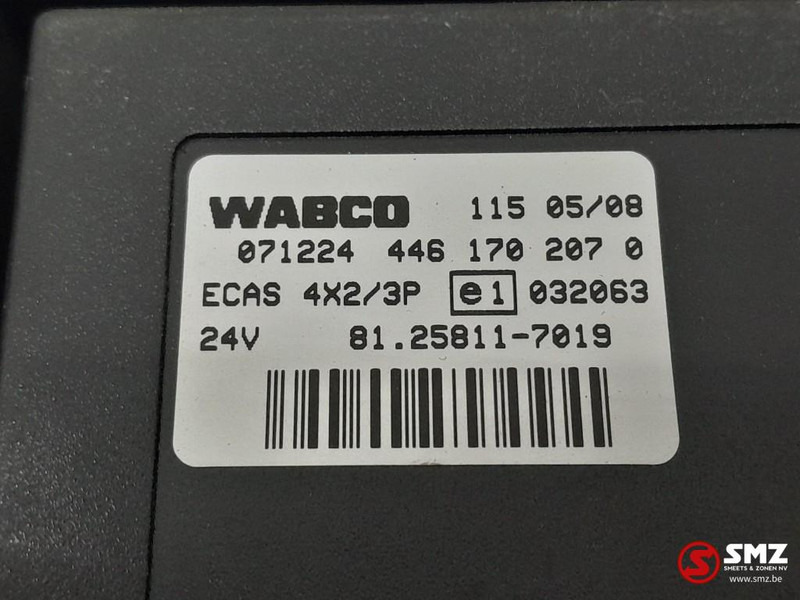 WABCO 115 05/08
071224 446 170 207 0
ECAS 4X2/3P e1 032063
24V 81.25811-7019
SMZ
SMEETS & ZONEN NV
www.smz.be